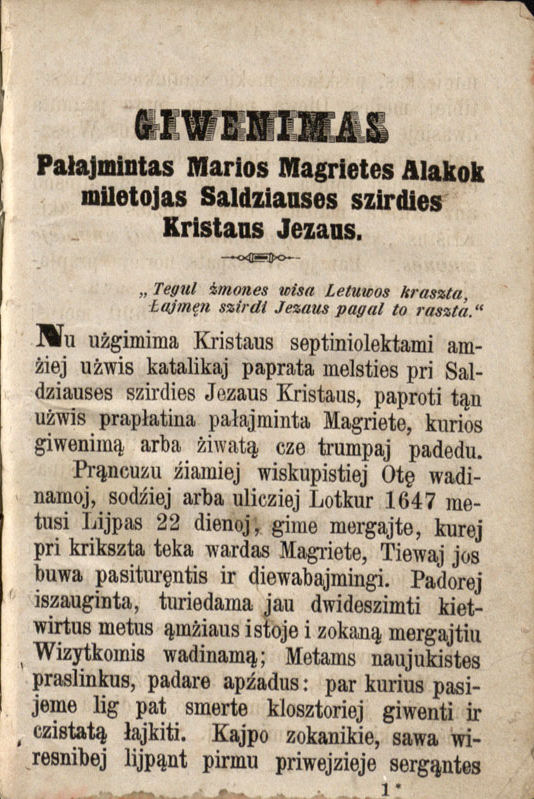 GIWENIMAS
Pałajmintas Marios Magrietes Alakok
miletojas Saldziauses szirdies
Kristaus Jezaus.
„Tegul żmones wisa Letuwos kraszta,
Łajmęn szirdi Jezaus pagal to raszta.“
Nu użgimima Kristaus septiniolektami am-
żiej użwis katalikaj paprata melsties pri Sal-
dziauses szirdies Jezaus Kristaus, paproti tąn
użwis prapłatina pałajminta Magriete, kurios
giwenimą arba żiwatą cze trumpaj padedu.
Prąncuzu źiamiej wiskupistiej Otę wadi-
namoj, sodźiej arba ulicziej Lotkur 1647 me-
tusi Lijpas 22 dienoj, gime mergajte, kurej
pri krikszta teka wardas Magriete, Tiewaj jos
buwa pasituręntis ir diewabajmingi. Padorej
iszauginta, turiedama jau dwideszimti kiet-
wirtus metus ąmżiaus istoje i zokaną mergajtiu
Wizytkomis wadinamą; Metams naujukistes
praslinkus, padare apźadus: par kurius pasi-
jeme lig pat smerte klosztoriej giwenti ir
czistatą łajkiti. Kajpo zokanikie, sawa wi-
resnibej lijpąnt pirmu priwejzieje sergąntes
1*